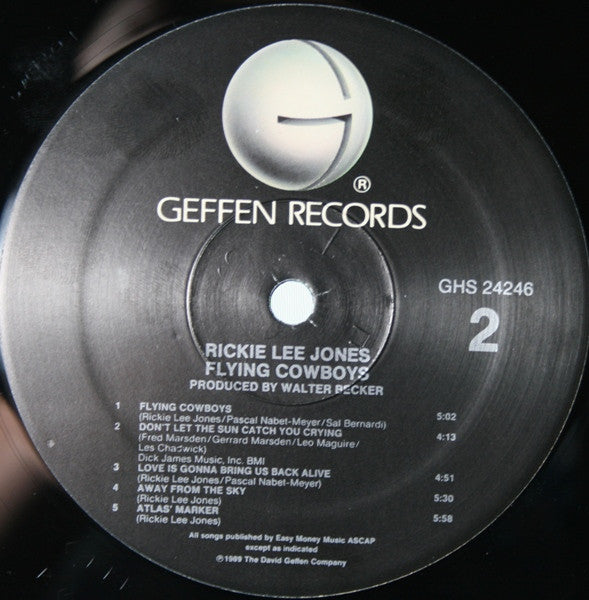 G
®
GEFFEN RECORDS
GHS 24246
2
RICKIE LEE JONES
FLYING COWBOYS
PRODUCED BY WALTER BECKER
1 FLYING COWBOYS
(Rickie Lee Jones/Pascal Nabet-Meyer/Sal Bernardi) 5:02
2 DON'T LET THE SUN CATCH YOU CRYING
(Fred Marsden/Gerrard Marsden/Leo Maguire/ 4:13
Les Chadwick)
Dick James Music, Inc. BMI
3 LOVE IS GONNA BRING US BACK ALIVE
(Rickie Lee Jones/Pascal Nabet-Meyer) 4:51
4 AWAY FROM THE SKY
(Rickie Lee Jones) 5:30
5 ATLAS' MARKER
(Rickie Lee Jones) 5:58
All songs published by Easy Money Music ASCAP
except as indicated
℗1989 The David Geffen Company